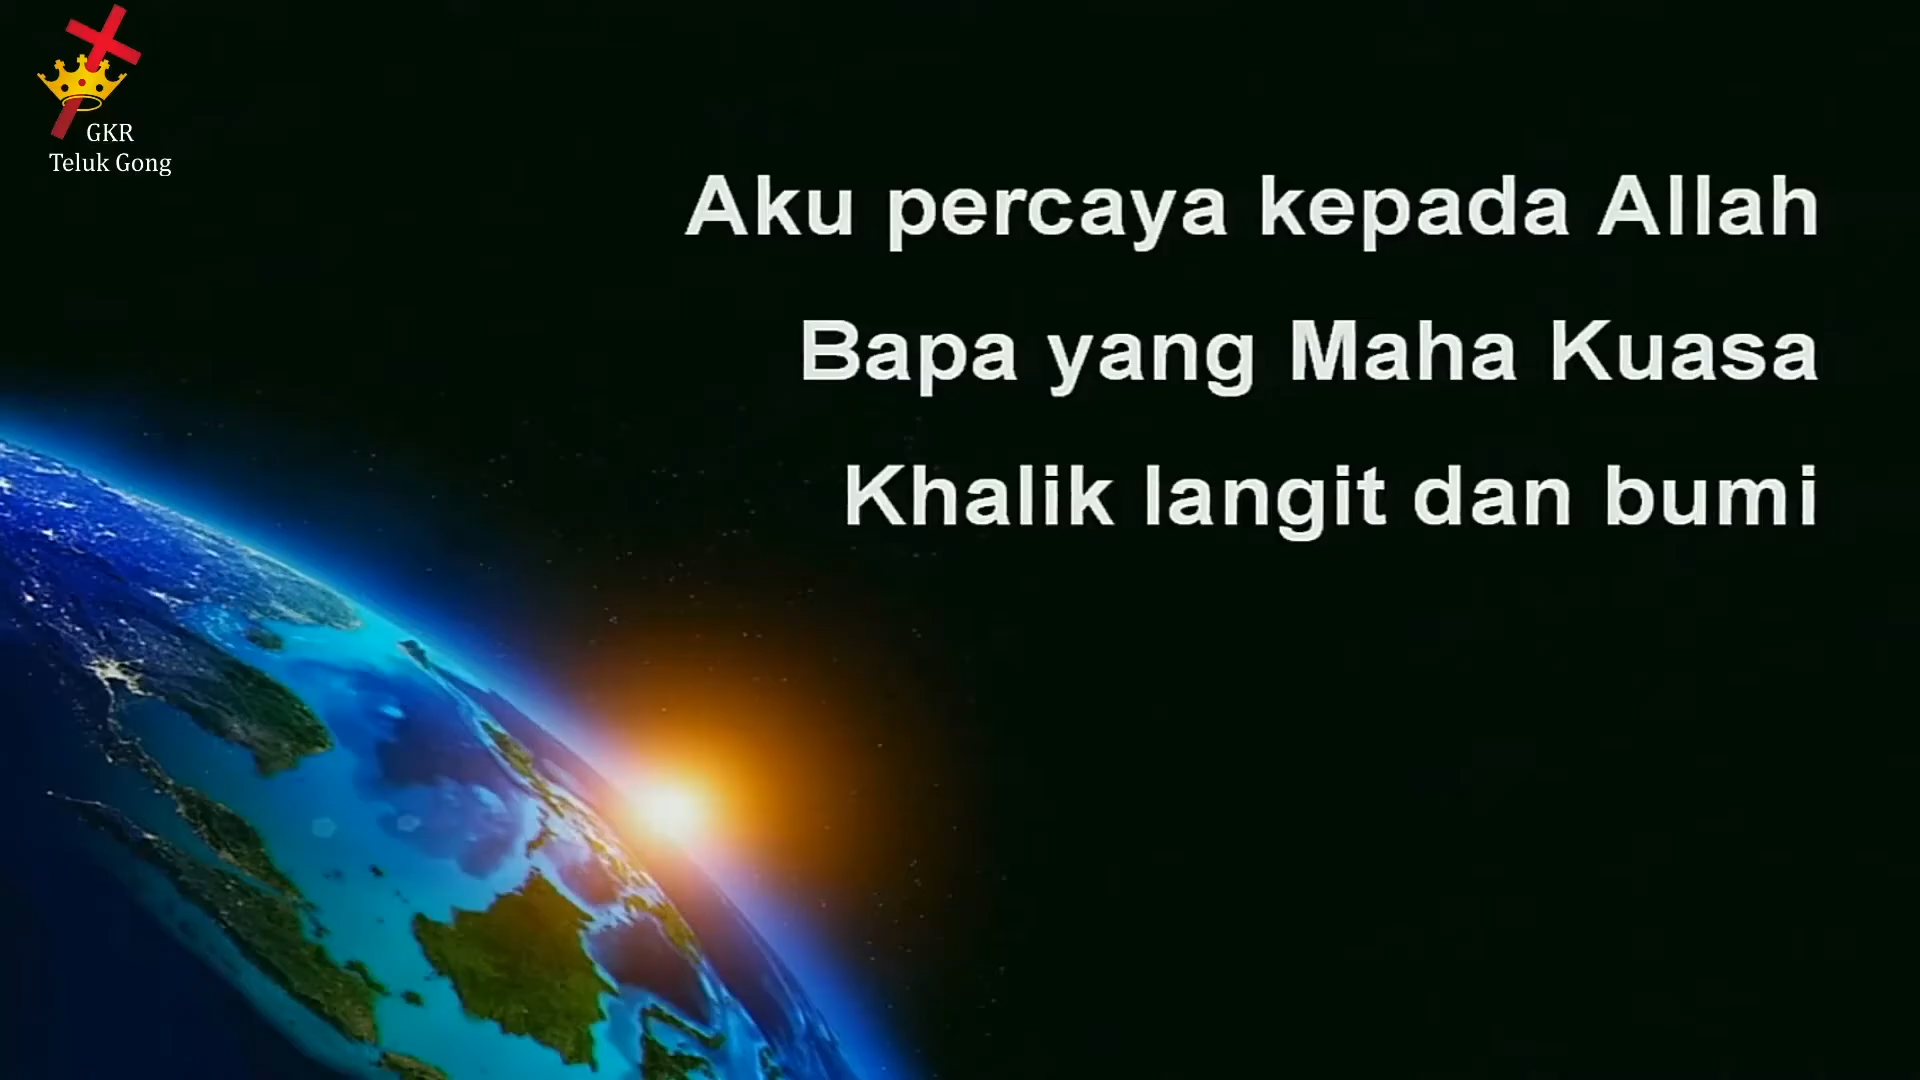 GKR
Teluk Gong
Aku percaya kepada Allah
Bapa yang Maha Kuasa
Khalik langit dan bumi